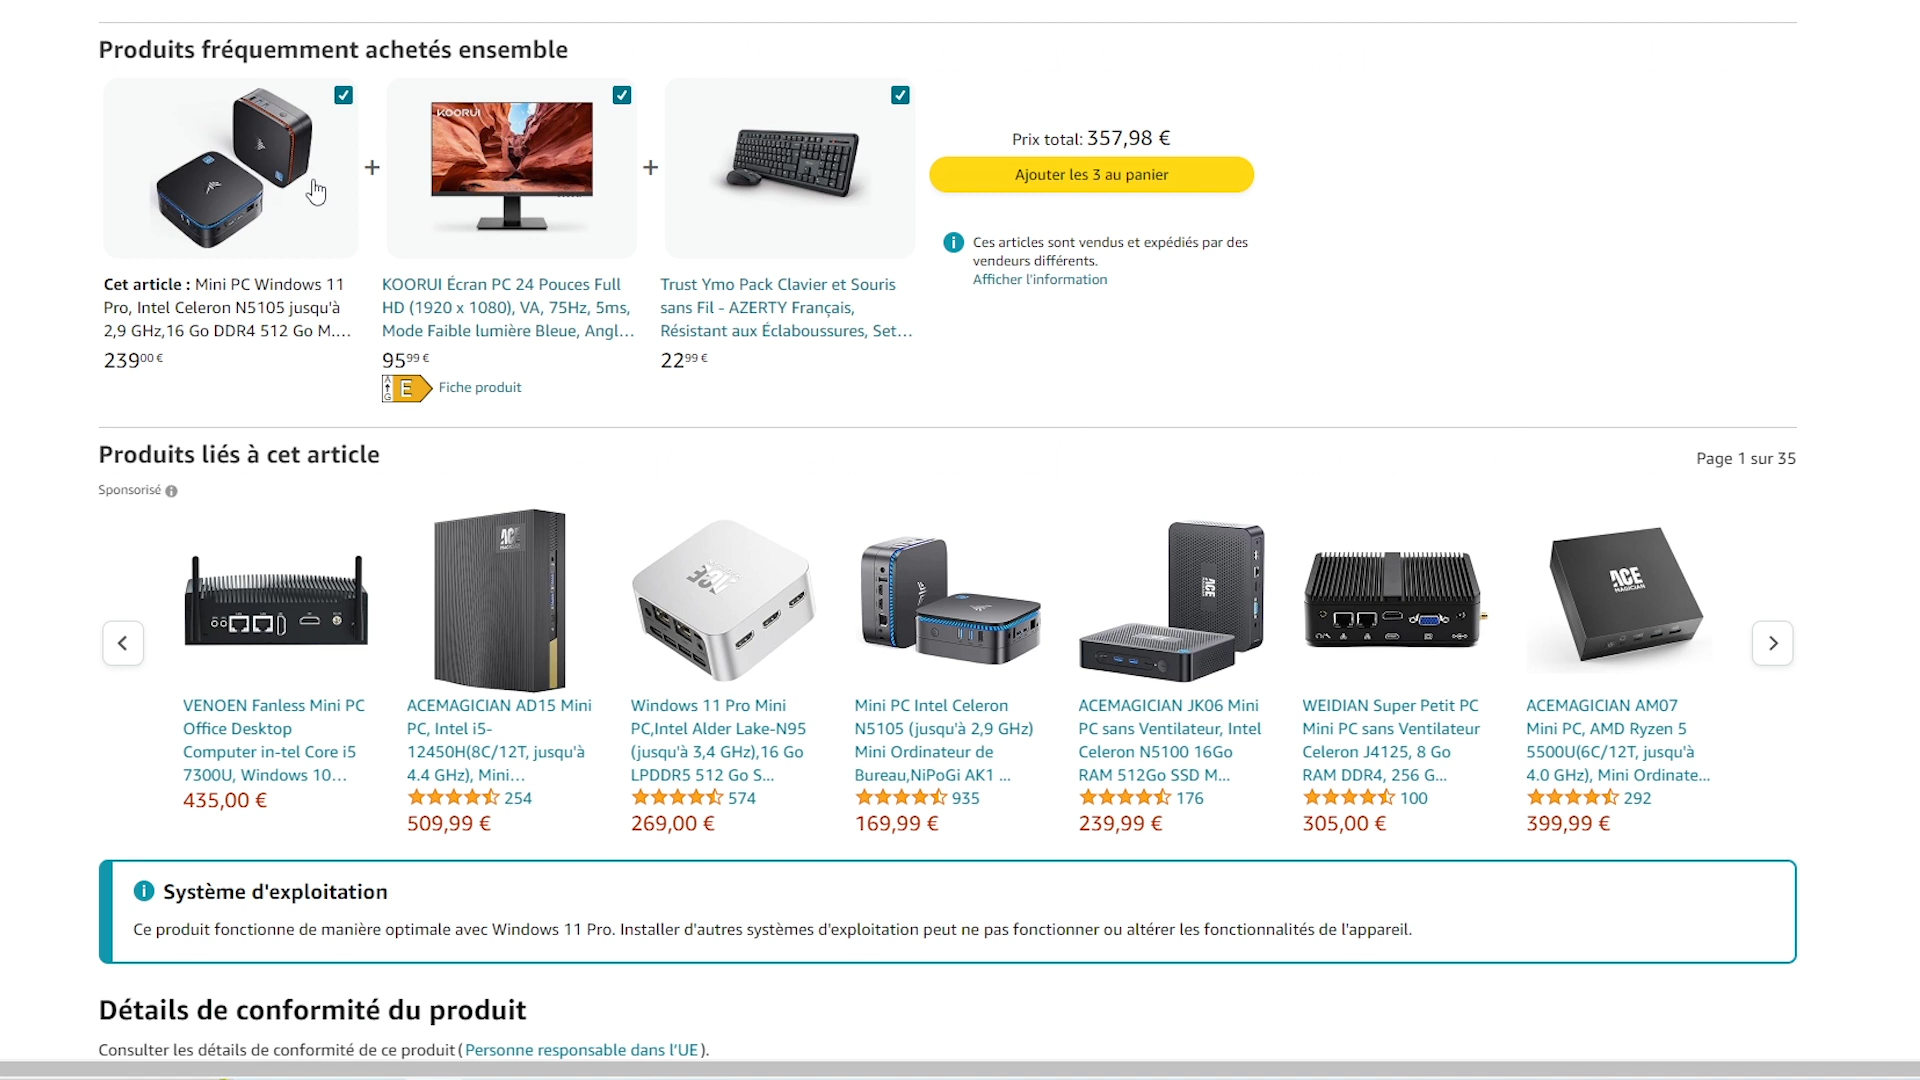 Produits fréquemment achetés ensemble
KOORUI
+
+
Prix total: 357,98 €
Ajouter les 3 au panier
Ces articles sont vendus et expédiés par des
vendeurs différents.
Afficher l'information
Cet article : Mini PC Windows 11
Pro, Intel Celeron N5105 jusqu'à
2,9 GHz,16 Go DDR4 512 Go M.…
23900 €
KOORUI Écran PC 24 Pouces Full
HD (1920 x 1080), VA, 75Hz, 5ms,
Mode Faible lumière Bleue, Angl…
9599 €
A
G
E
Fiche produit
Trust Ymo Pack Clavier et Souris
sans Fil - AZERTY Français,
Résistant aux Éclaboussures, Set…
2299 €
Produits liés à cet article
Page 1 sur 35
Sponsorisé
ACE
MAGICIAN
ACE
ACE
ACE
MAGICIAN
VENOEN Fanless Mini PC
Office Desktop
Computer in-tel Core i5
7300U, Windows 10...
435,00 €
ACEMAGICIAN AD15 Mini
PC, Intel i5-
12450H(8C/12T, jusqu'à
4.4 GHz), Mini...
254
509,99 €
Windows 11 Pro Mini
PC,Intel Alder Lake-N95
(jusqu'à 3,4 GHz),16 Go
LPDDR5 512 Go S...
574
269,00 €
Mini PC Intel Celeron
N5105 (jusqu'à 2,9 GHz)
Mini Ordinateur de
Bureau,NiPoGi AK1 ...
935
169,99 €
ACEMAGICIAN JK06 Mini
PC sans Ventilateur, Intel
Celeron N5100 16Go
RAM 512Go SSD M...
176
239,99 €
WEIDIAN Super Petit PC
Mini PC sans Ventilateur
Celeron J4125, 8 Go
RAM DDR4, 256 G...
100
305,00 €
ACEMAGICIAN AM07
Mini PC, AMD Ryzen 5
5500U(6C/12T, jusqu'à
4.0 GHz), Mini Ordinate...
292
399,99 €
Système d'exploitation
Ce produit fonctionne de manière optimale avec Windows 11 Pro. Installer d'autres systèmes d'exploitation peut ne pas fonctionner ou altérer les fonctionnalités de l'appareil.
Détails de conformité du produit
Consulter les détails de conformité de ce produit (Personne responsable dans l'UE).